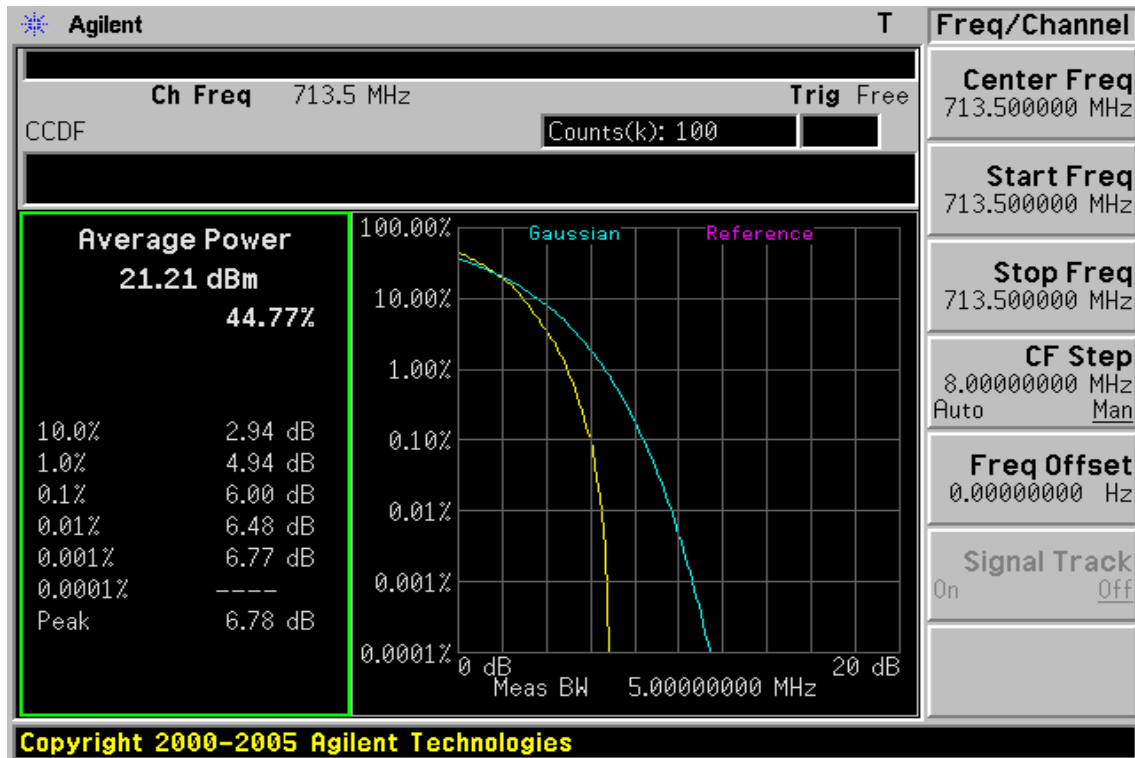 Agilent T
Ch Freq 713.5 MHz Trig Free
CCDF Counts(k): 100
Average Power
21.21 dBm
44.77%
10.0% 2.94 dB
1.0% 4.94 dB
0.1% 6.00 dB
0.01% 6.48 dB
0.001% 6.77 dB
0.0001% ----
Peak 6.78 dB
100.00%
Gaussian Reference
10.00%
1.00%
0.10%
0.01%
0.001%
0.0001%
0 dB 20 dB
Meas BW 5.00000000 MHz
Freq/Channel
Center Freq
713.500000 MHz
Start Freq
713.500000 MHz
Stop Freq
713.500000 MHz
CF Step
8.00000000 MHz
Auto Man
Freq Offset
0.00000000 Hz
Signal Track
On Off
Copyright 2000-2005 Agilent Technologies